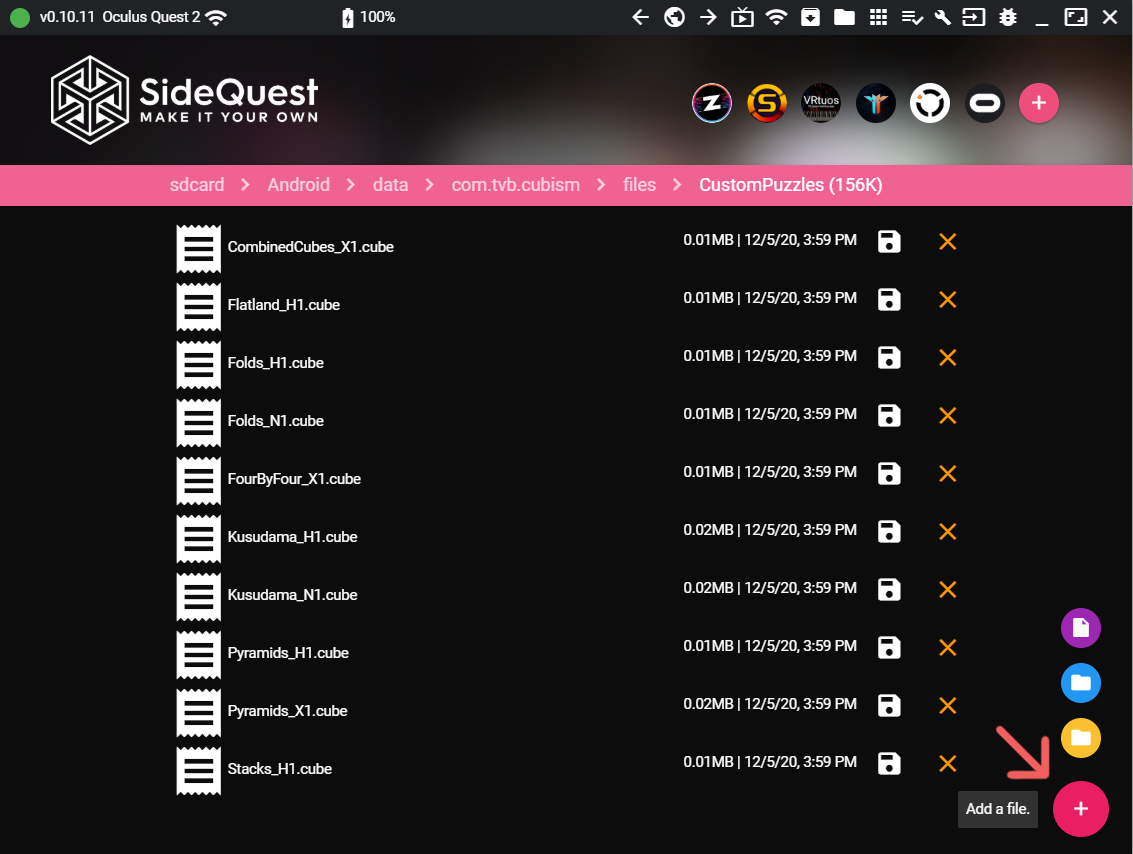 v0.10.11 Oculus Quest 2 100%
SideQuest
MAKE IT YOUR OWN
Z S VRtuos
sdcard > Android > data > com.tvb.cubism > files > CustomPuzzles (156K)
CombinedCubes_X1.cube 0.01MB | 12/5/20, 3:59 PM
Flatland_H1.cube 0.01MB | 12/5/20, 3:59 PM
Folds_H1.cube 0.01MB | 12/5/20, 3:59 PM
Folds_N1.cube 0.01MB | 12/5/20, 3:59 PM
FourByFour_X1.cube 0.01MB | 12/5/20, 3:59 PM
Kusudama_H1.cube 0.02MB | 12/5/20, 3:59 PM
Kusudama_N1.cube 0.02MB | 12/5/20, 3:59 PM
Pyramids_H1.cube 0.01MB | 12/5/20, 3:59 PM
Pyramids_X1.cube 0.02MB | 12/5/20, 3:59 PM
Stacks_H1.cube 0.01MB | 12/5/20, 3:59 PM
Add a file.